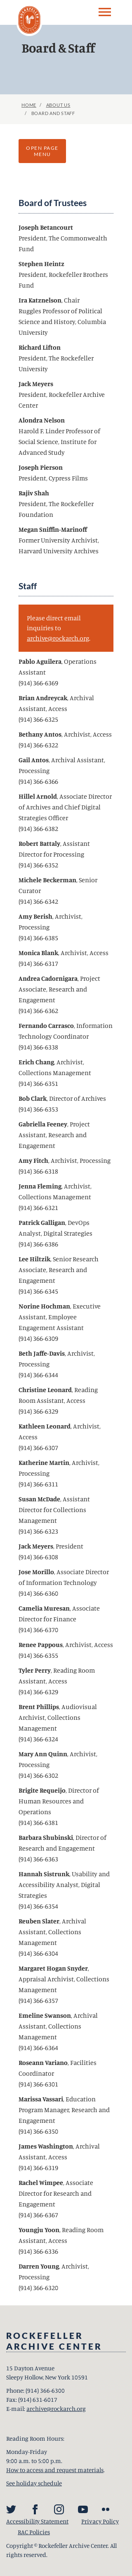 Board & Staff
HOME / ABOUT US
/ BOARD AND STAFF
OPEN PAGE
MENU
Board of Trustees
Joseph Betancourt
President, The Commonwealth
Fund
Stephen Heintz
President, Rockefeller Brothers
Fund
Ira Katznelson, Chair
Ruggles Professor of Political
Science and History, Columbia
University
Richard Lifton
President, The Rockefeller
University
Jack Meyers
President, Rockefeller Archive
Center
Alondra Nelson
Harold F. Linder Professor of
Social Science, Institute for
Advanced Study
Joseph Pierson
President, Cypress Films
Rajiv Shah
President, The Rockefeller
Foundation
Megan Sniffin-Marinoff
Former University Archivist,
Harvard University Archives
Staff
Please direct email
inquiries to
archive@rockarch.org.
Pablo Aguilera, Operations
Assistant
(914) 366-6369
Brian Andreycak, Archival
Assistant, Access
(914) 366-6325
Bethany Antos, Archivist, Access
(914) 366-6322
Gail Antos, Archival Assistant,
Processing
(914) 366-6366
Hillel Arnold, Associate Director
of Archives and Chief Digital
Strategies Officer
(914) 366-6382
Robert Battaly, Assistant
Director for Processing
(914) 366-6352
Michele Beckerman, Senior
Curator
(914) 366-6342
Amy Berish, Archivist,
Processing
(914) 366-6385
Monica Blank, Archivist, Access
(914) 366-6317
Andrea Cadornigara, Project
Associate, Research and
Engagement
(914) 366-6362
Fernando Carrasco, Information
Technology Coordinator
(914) 366-6338
Erich Chang, Archivist,
Collections Management
(914) 366-6351
Bob Clark, Director of Archives
(914) 366-6353
Gabriella Feeney, Project
Assistant, Research and
Engagement
Amy Fitch, Archivist, Processing
(914) 366-6318
Jenna Fleming, Archivist,
Collections Management
(914) 366-6321
Patrick Galligan, DevOps
Analyst, Digital Strategies
(914) 366-6386
Lee Hiltzik, Senior Research
Associate, Research and
Engagement
(914) 366-6345
Norine Hochman, Executive
Assistant, Employee
Engagement Assistant
(914) 366-6309
Beth Jaffe-Davis, Archivist,
Processing
(914) 366-6344
Christine Leonard, Reading
Room Assistant, Access
(914) 366-6329
Kathleen Leonard, Archivist,
Access
(914) 366-6307
Katherine Martin, Archivist,
Processing
(914) 366-6311
Susan McDade, Assistant
Director for Collections
Management
(914) 366-6323
Jack Meyers, President
(914) 366-6308
Jose Morillo, Associate Director
of Information Technology
(914) 366-6360
Camelia Muresan, Associate
Director for Finance
(914) 366-6370
Renee Pappous, Archivist, Access
(914) 366-6355
Tyler Perry, Reading Room
Assistant, Access
(914) 366-6329
Brent Phillips, Audiovisual
Archivist, Collections
Management
(914) 366-6324
Mary Ann Quinn, Archivist,
Processing
(914) 366-6302
Brigite Requeijo, Director of
Human Resources and
Operations
(914) 366-6381
Barbara Shubinski, Director of
Research and Engagement
(914) 366-6363
Hannah Sistrunk, Usability and
Accessibility Analyst, Digital
Strategies
(914) 366-6354
Reuben Slater, Archival
Assistant, Collections
Management
(914) 366-6304
Margaret Hogan Snyder,
Appraisal Archivist, Collections
Management
(914) 366-6357
Emeline Swanson, Archival
Assistant, Collections
Management
(914) 366-6364
Roseann Variano, Facilities
Coordinator
(914) 366-6301
Marissa Vassari, Education
Program Manager, Research and
Engagement
(914) 366-6350
James Washington, Archival
Assistant, Access
(914) 366-6319
Rachel Wimpee, Associate
Director for Research and
Engagement
(914) 366-6367
Youngju Yoon, Reading Room
Assistant, Access
(914) 366-6336
Darren Young, Archivist,
Processing
(914) 366-6320
ROCKEFELLER
ARCHIVE CENTER
15 Dayton Avenue
Sleepy Hollow, New York 10591
Phone: (914) 366-6300
Fax: (914) 631-6017
E-mail: archive@rockarch.org
Reading Room Hours:
Monday-Friday
9:00 a.m. to 5:00 p.m.
How to access and request materials.
See holiday schedule
Accessibility Statement Privacy Policy
RAC Policies
Copyright © Rockefeller Archive Center. All
rights reserved.